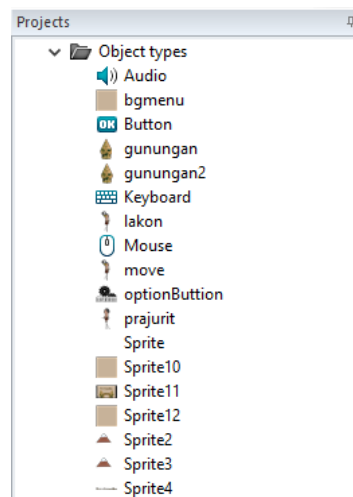 Projects
Object types
Audio
bgmenu
OK Button
gunungan
gunungan2
Keyboard
lakon
Mouse
move
optionButtion
prajurit
Sprite
Sprite10
Sprite11
Sprite12
Sprite2
Sprite3
Sprite4